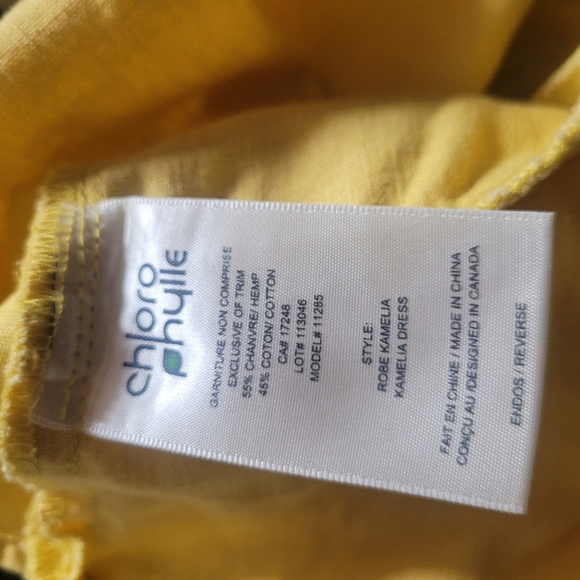 chloro
phylle
GARNITURE NON COMPRISE
EXCLUSIVE OF TRIM
55% CHANVRE/ HEMP
45% COTON/ COTTON
CA# 17248
LOT# 113046
MODEL# 11285
STYLE:
ROBE KAMELIA
KAMELIA DRESS
FAIT EN CHINE / MADE IN CHINA
CONÇU AU /DESIGNED IN CANADA
ENDOS / REVERSE